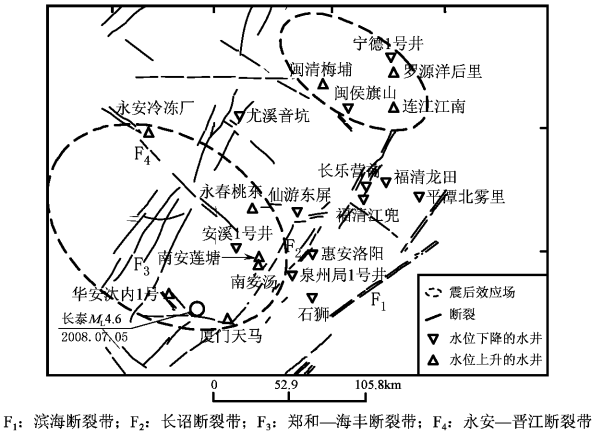 宁德1号井
闽清梅埔
罗源洋后里
闽侯旗山
连江江南
永安冷冻厂
尤溪音坑
F4
长乐营前
福清龙田
永春桃东
仙游东屏
平潭北雾里
福清江兜
安溪1号井
F2
惠安洛阳
南安莲塘
F3
南安汤
泉州局1号井
华安汰内1号
F1
石狮
长泰ML4.6
2008.07.05
厦门天马
震后效应场
断裂
水位下降的水井
水位上升的水井
0 52.9 105.8km
F1：滨海断裂带；F2：长诏断裂带；F3：郑和—海丰断裂带；F4：永安—晋江断裂带